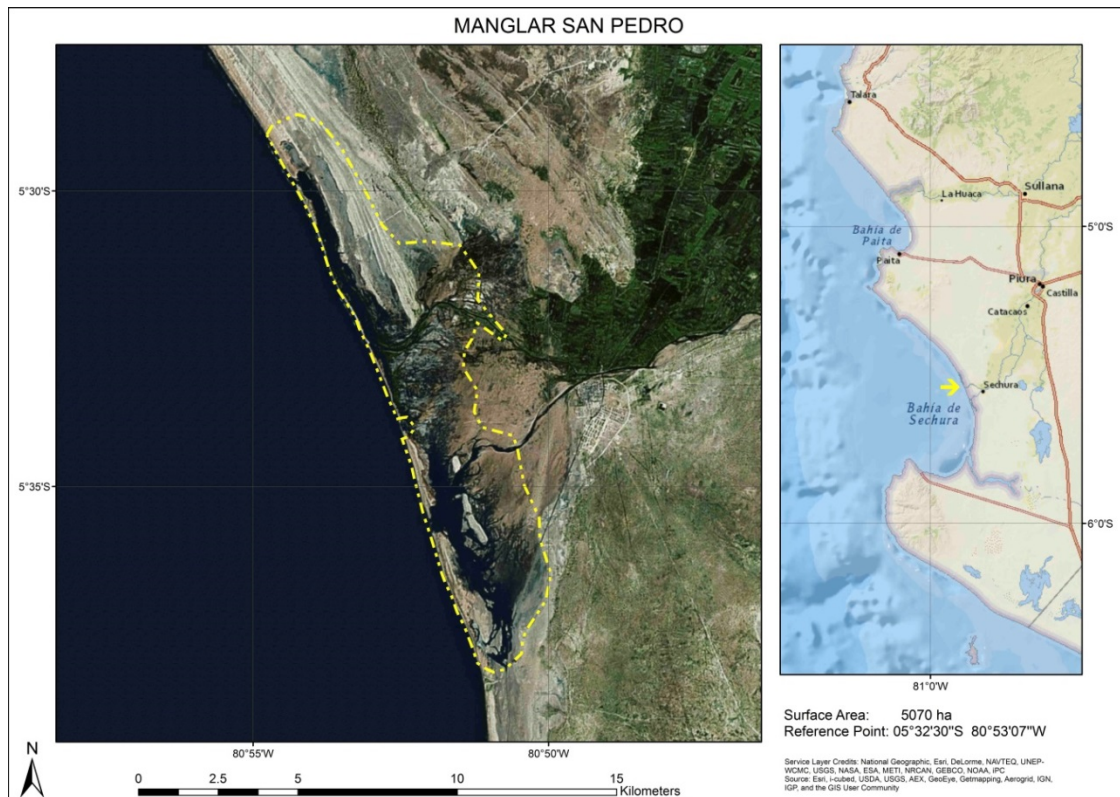 MANGLAR SAN PEDRO
5°30'S
5°35'S
80°55'W
80°50'W
Talara
La Huaca
Sullana
Bahía de
Paita
Paita
Piura
Castilla
Catacaos
Sechura
Bahía de
Sechura
5°0'S
6°0'S
81°0'W
Surface Area: 5070 ha
Reference Point: 05°32'30"S 80°53'07"W
N
0 2.5 5 10 15
Kilometers
Service Layer Credits: National Geographic, Esri, DeLorme, NAVTEQ, UNEP-
WCMC, USGS, NASA, ESA, METI, NRCAN, GEBCO, NOAA, iPC
Source: Esri, i-cubed, USDA, USGS, AEX, GeoEye, Getmapping, Aerogrid, IGN,
IGP, and the GIS User Community